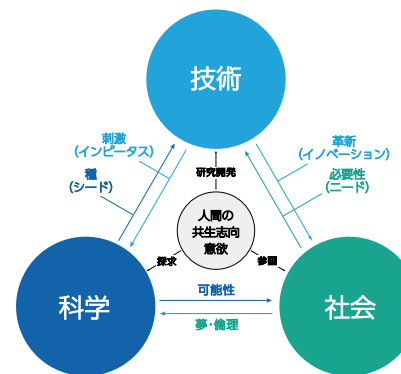 技術
刺激
(インピータス)
革新
(イノベーション)
種
(シード)
研究開発
必要性
(ニード)
人間の
共生志向
意欲
探求
参画
科学
可能性
社会
夢・倫理